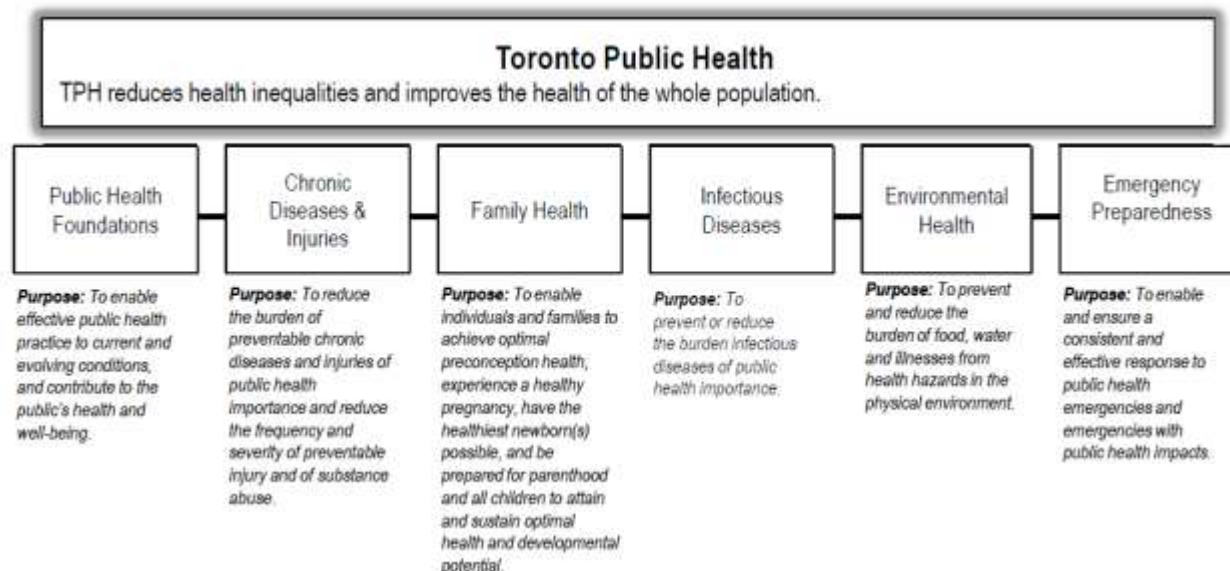 Toronto Public Health
TPH reduces health inequalities and improves the health of the whole population.
Public Health
Foundations
Purpose: To enable
effective public health
practice to current and
evolving conditions,
and contribute to the
public's health and
well-being.
Chronic
Diseases &
Injuries
Purpose: To reduce
the burden of
preventable chronic
diseases and injuries of
public health
importance and reduce
the frequency and
severity of preventable
injury and of substance
abuse.
Family Health
Purpose: To enable
individuals and families to
achieve optimal
preconception health,
experience a healthy
pregnancy, have the
healthiest newborn(s)
possible, and be
prepared for parenthood
and all children to attain
and sustain optimal
health and developmental
potential.
Infectious
Diseases
Purpose: To
prevent or reduce
the burden infectious
diseases of public
health importance.
Environmental
Health
Purpose: To prevent
and reduce the
burden of food, water
and illnesses from
health hazards in the
physical environment.
Emergency
Preparedness
Purpose: To enable
and ensure a
consistent and
effective response to
public health
emergencies and
emergencies with
public health impacts.